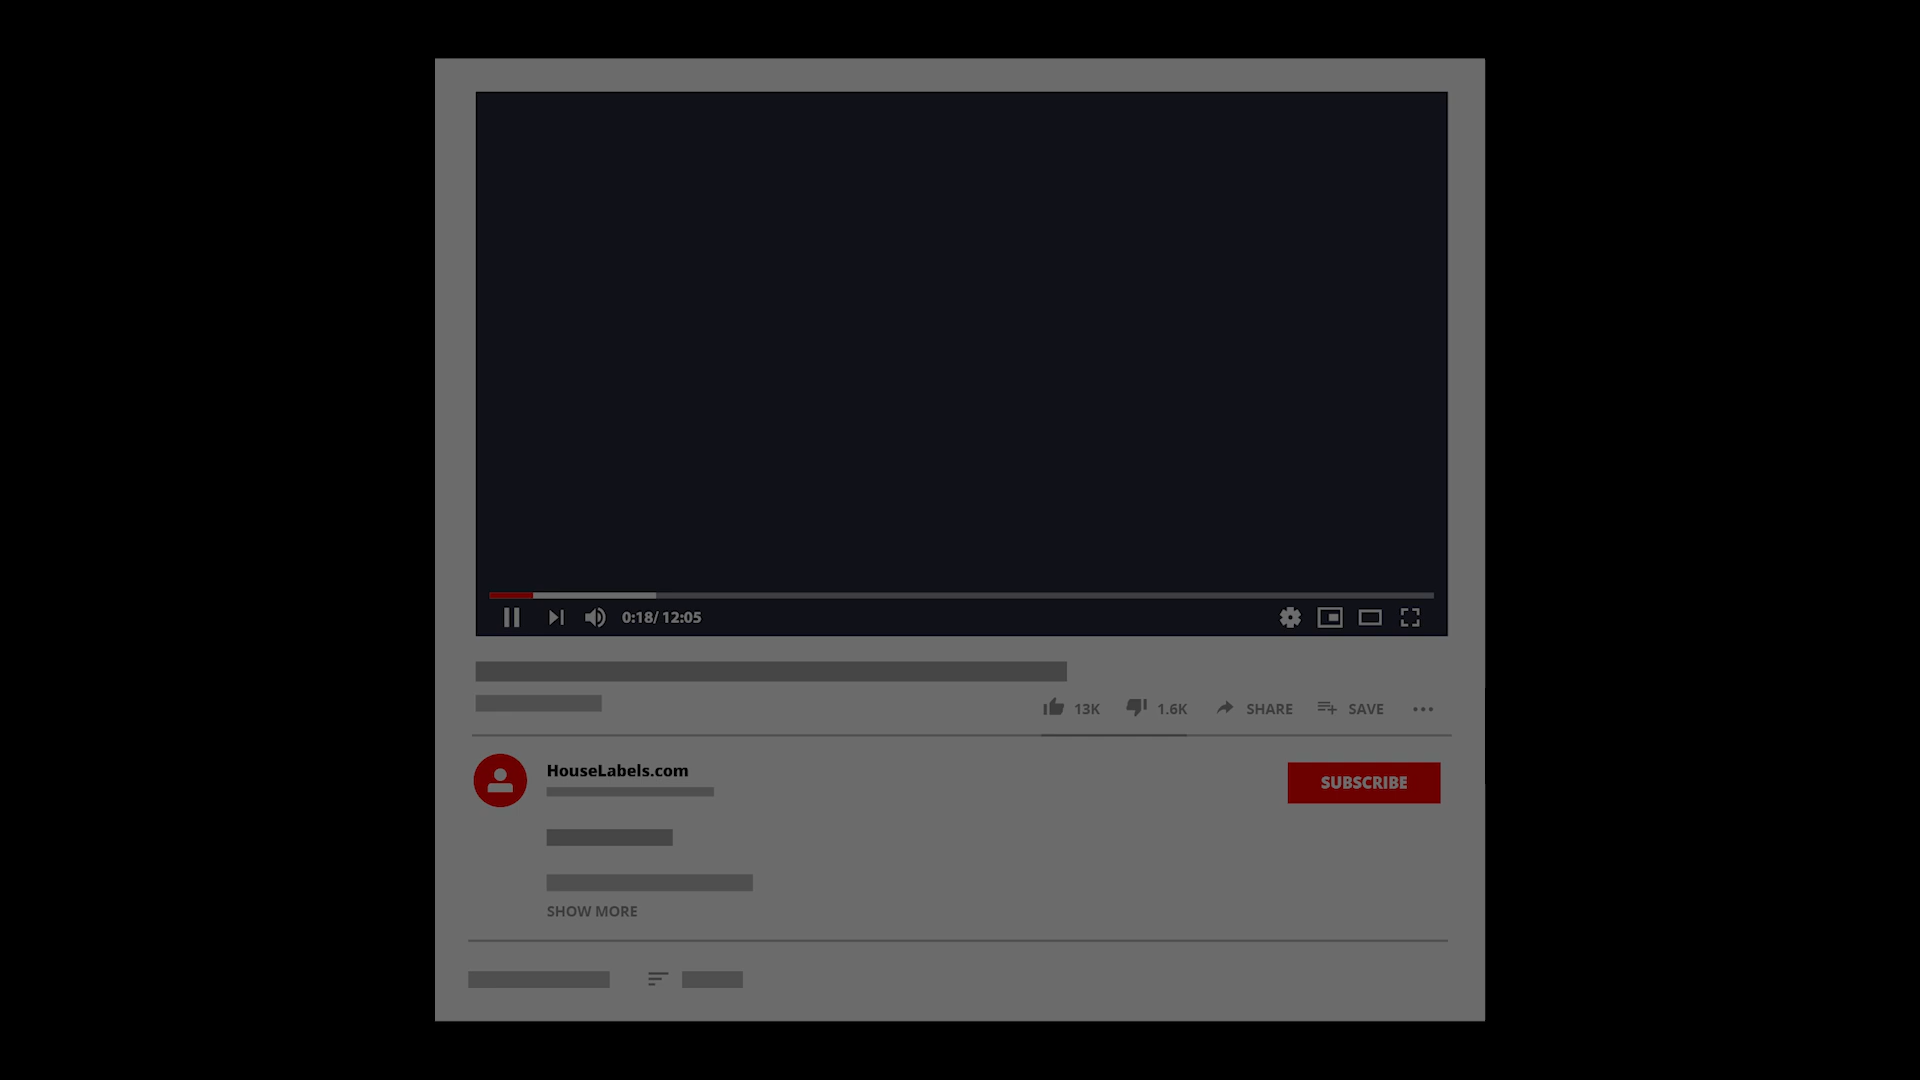 0:18/ 12:05
13K 1.6K SHARE SAVE
HouseLabels.com
SUBSCRIBE
SHOW MORE